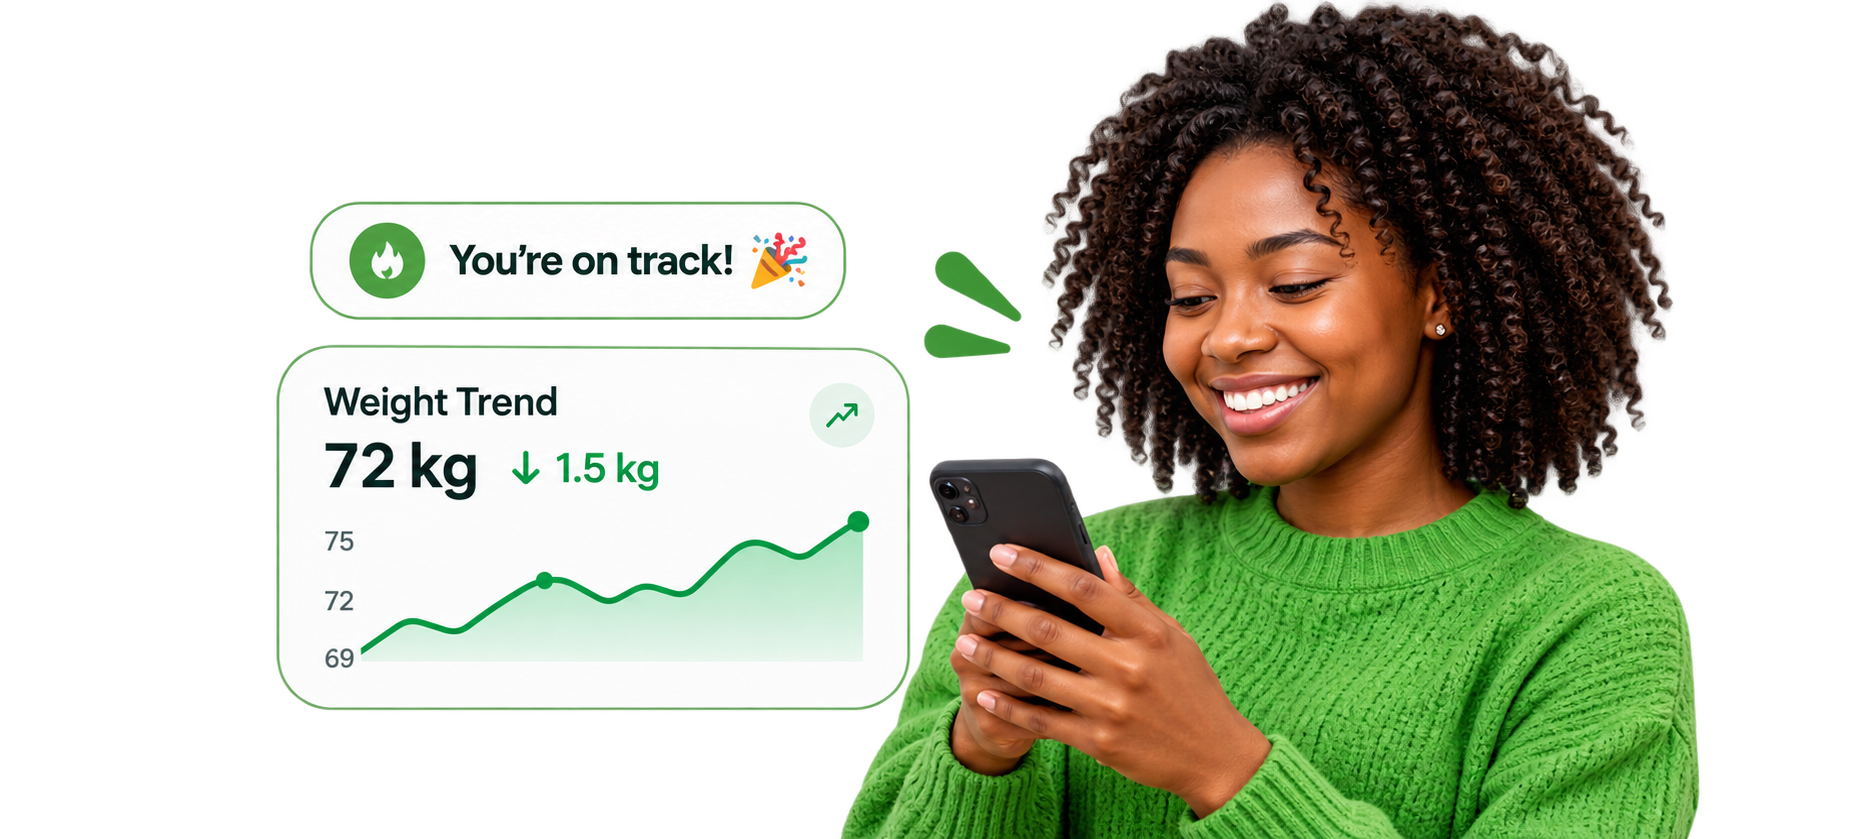 You’re on track! 🎉
Weight Trend
72 kg ↓ 1.5 kg
75
72
69